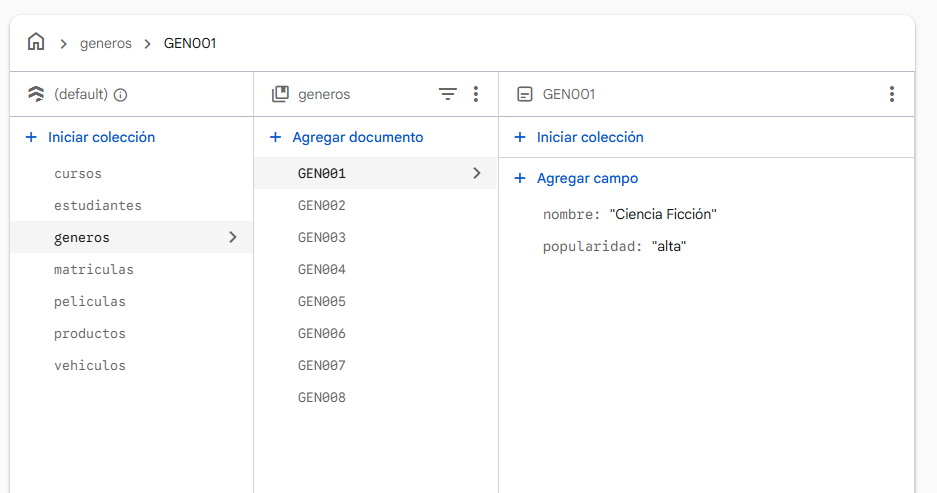 generos GEN001
(default)
Iniciar colección
cursos
estudiantes
generos
matriculas
peliculas
productos
vehiculos
generos
Agregar documento
GEN001
GEN002
GEN003
GEN004
GEN005
GEN006
GEN007
GEN008
GEN001
Iniciar colección
Agregar campo
nombre: "Ciencia Ficción"
popularidad: "alta"